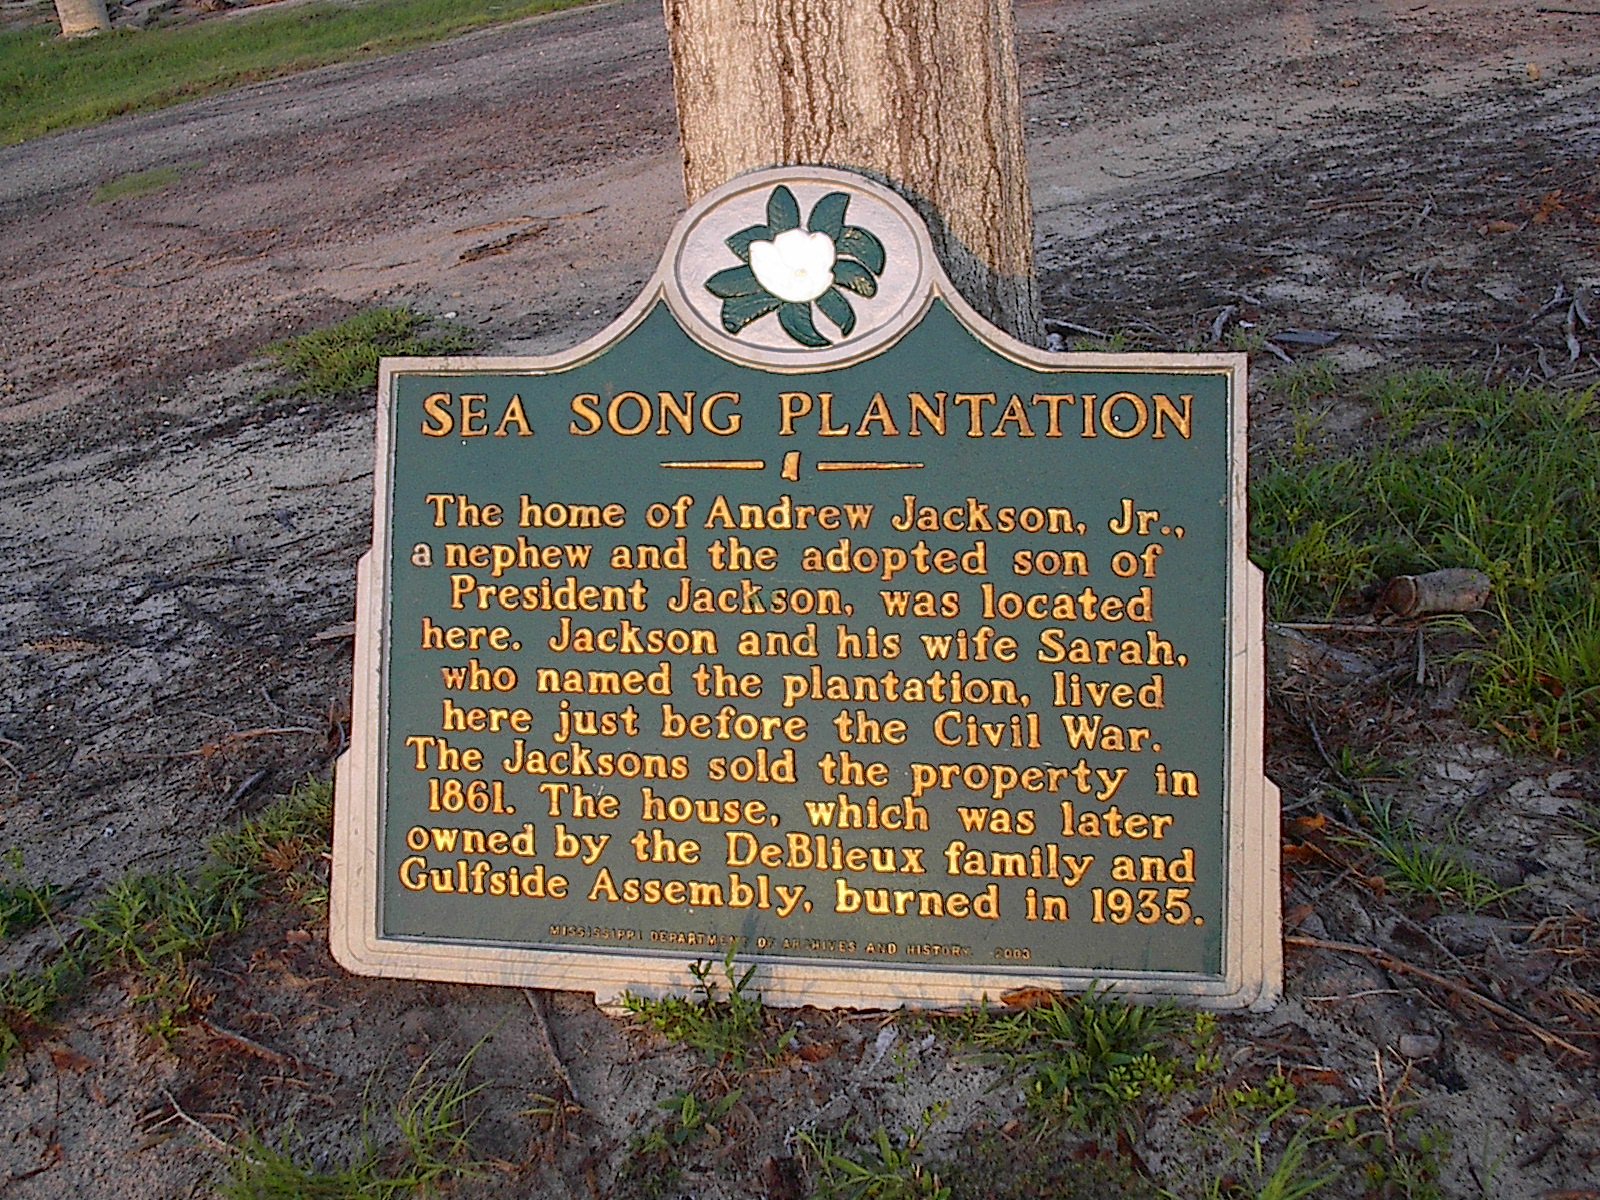 SEA SONG PLANTATION
The home of Andrew Jackson, Jr.,
a nephew and the adopted son of
President Jackson, was located
here. Jackson and his wife Sarah,
who named the plantation, lived
here just before the Civil War.
The Jacksons sold the property in
1861. The house, which was later
owned by the DeBlieux family and
Gulfside Assembly, burned in 1935.
MISSISSIPPI DEPARTMENT OF ARCHIVES AND HISTORY. 2003